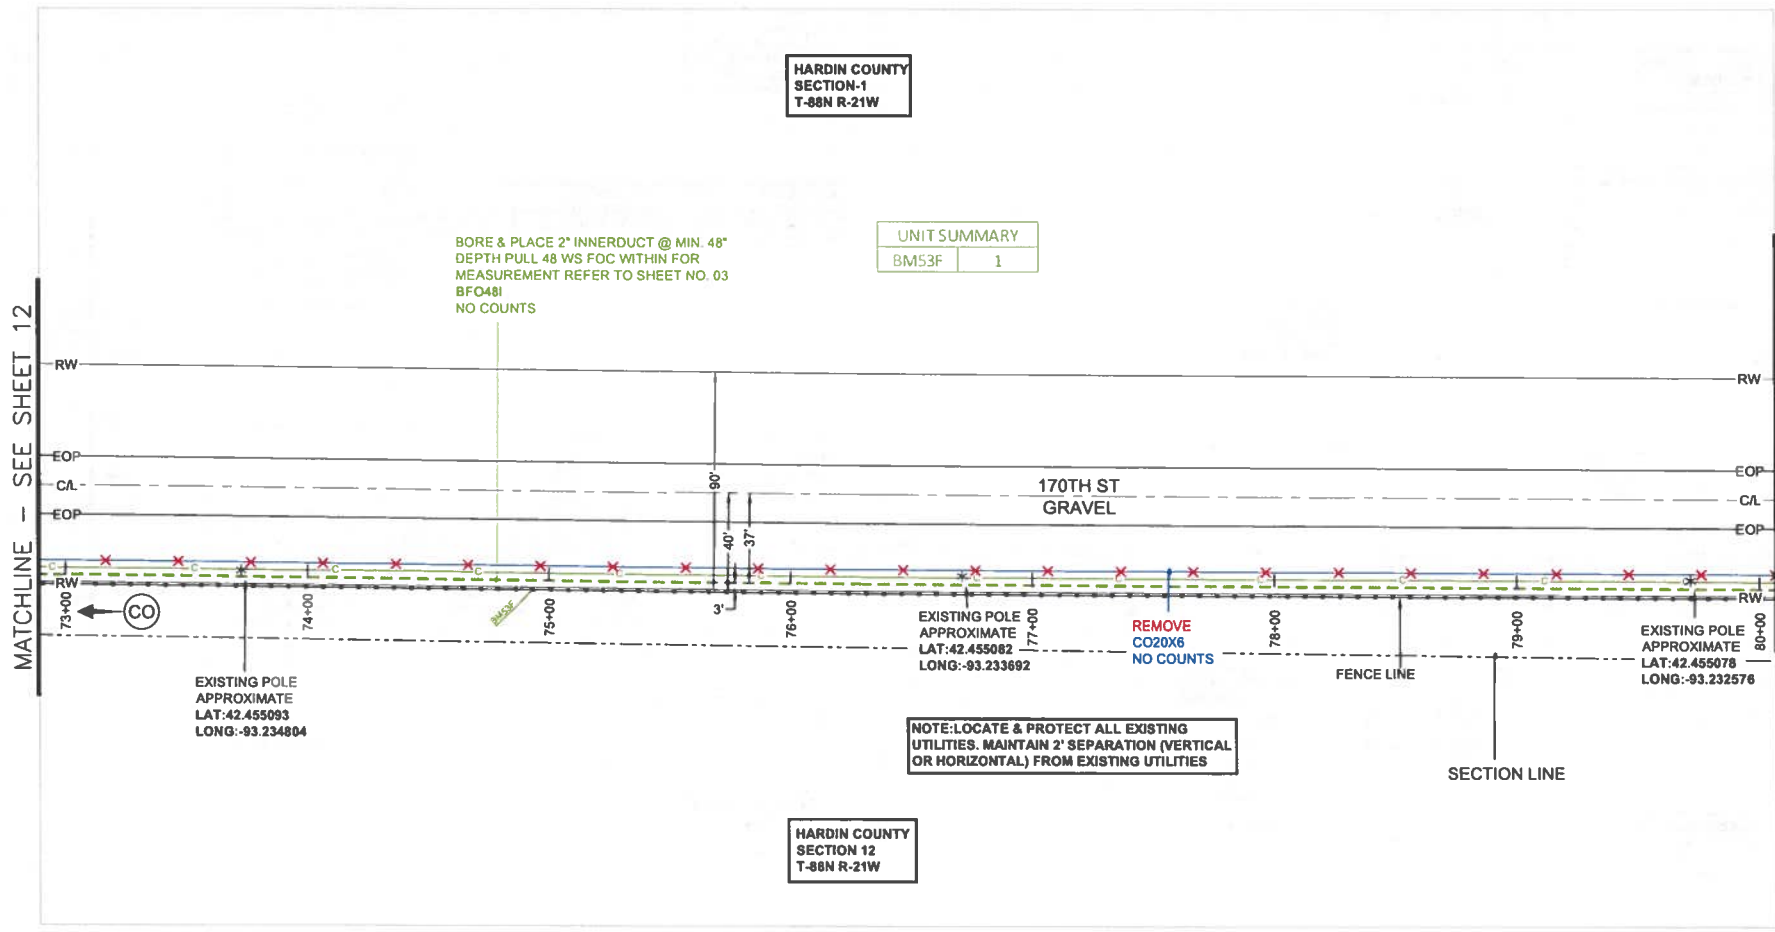 HARDIN COUNTY
SECTION-1
T-88N R-21W
BORE & PLACE 2" INNERDUCT @ MIN. 48"
DEPTH PULL 48 WS FOC WITHIN FOR
MEASUREMENT REFER TO SHEET NO. 03
BFO48I
NO COUNTS
UNIT SUMMARY
BM53F 1
MATCHLINE - SEE SHEET 12
RW
RW
EOP
EOP
C/L
C/L
EOP
EOP
170TH ST
GRAVEL
90'
40'
37'
3'
C
C
C
C
C
C
C
C
C
C
RW
RW
CO
BM53F
73+00
74+00
75+00
76+00
77+00
78+00
79+00
80+00
EXISTING POLE
APPROXIMATE
LAT:42.455093
LONG:-93.234804
EXISTING POLE
APPROXIMATE
LAT:42.455082
LONG:-93.233692
REMOVE
CO20X6
NO COUNTS
FENCE LINE
EXISTING POLE
APPROXIMATE
LAT:42.455078
LONG:-93.232576
SECTION LINE
NOTE:LOCATE & PROTECT ALL EXISTING
UTILITIES. MAINTAIN 2' SEPARATION (VERTICAL
OR HORIZONTAL) FROM EXISTING UTILITIES
HARDIN COUNTY
SECTION 12
T-88N R-21W